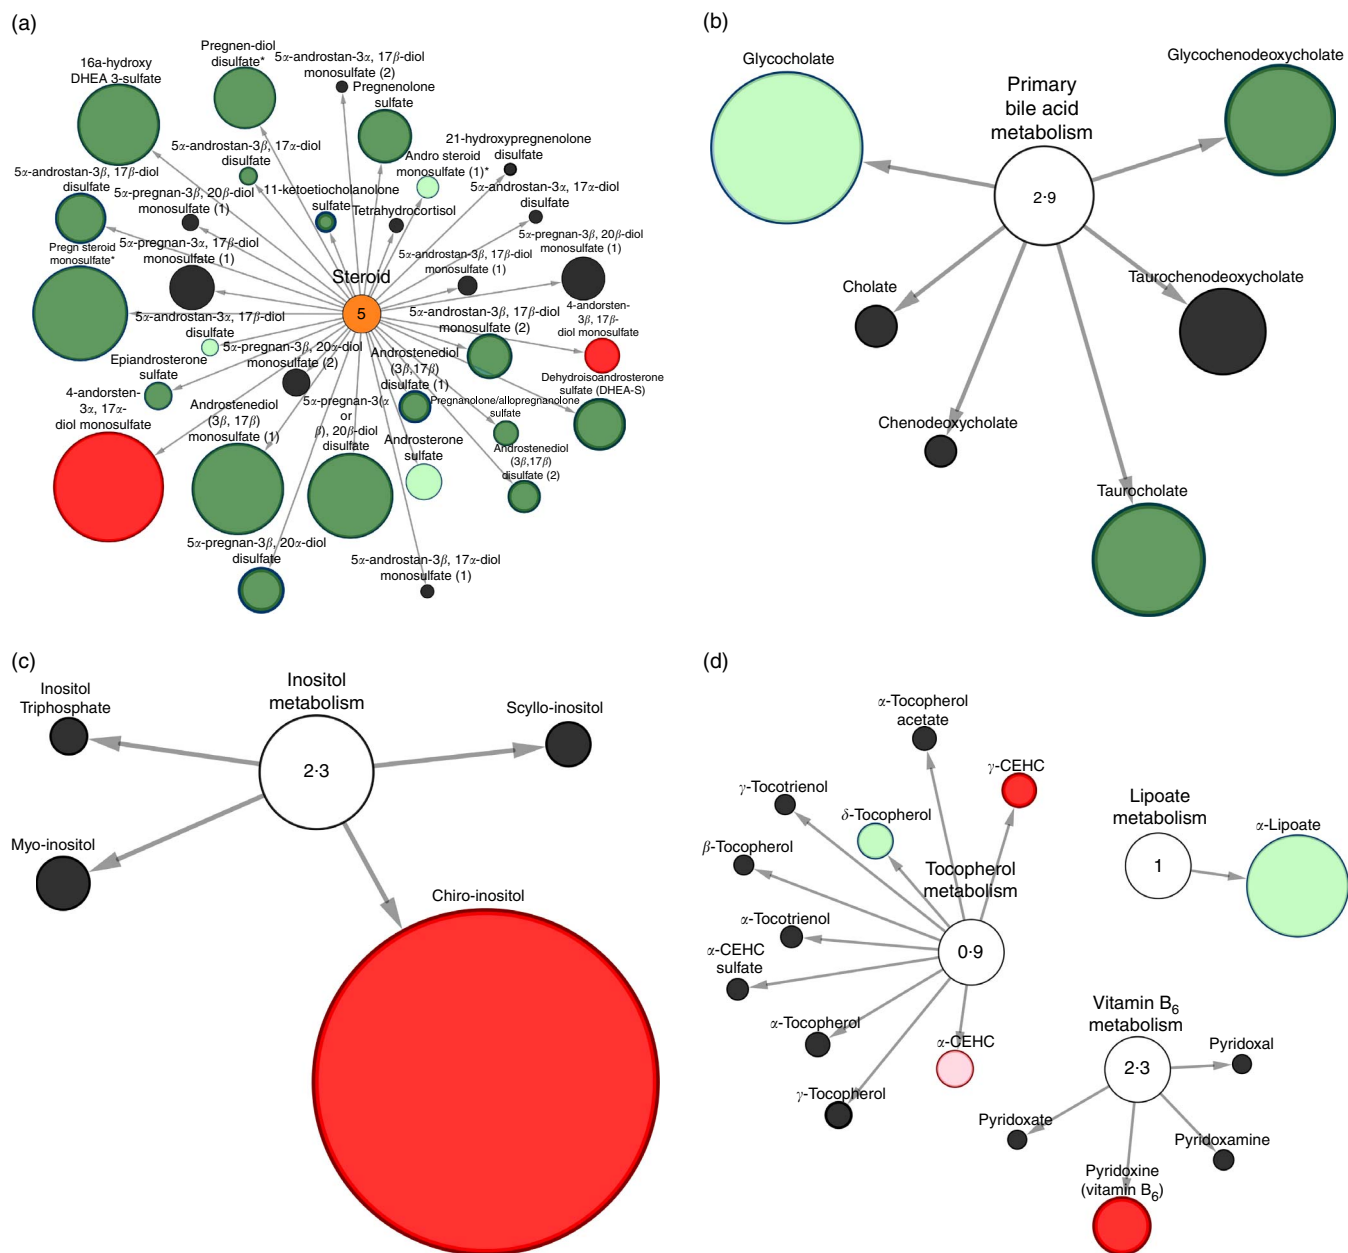 (a)
16a-hydroxy
DHEA 3-sulfate
Pregnen-diol
disulfate*
5α-androstan-3α, 17β-diol
monosulfate (2)
Pregnenolone
sulfate
5α-androstan-3β, 17α-diol
disulfate
Andro steroid
monosulfate (1)*
21-hydroxypregnenolone
disulfate
5α-androstan-3β, 17β-diol
disulfate
5α-pregnan-3β, 20β-diol
monosulfate (1)
11-ketoetiocholanolone
sulfate
Tetrahydrocortisol
5α-androstan-3α, 17α-diol
disulfate
Pregn steroid
monosulfate*
5α-pregnan-3α, 17β-diol
monosulfate (1)
Steroid
5
5α-androstan-3β, 17β-diol
monosulfate (1)
5α-pregnan-3β, 20β-diol
monosulfate (1)
5α-androstan-3α, 17β-diol
disulfate
5α-androstan-3β, 17β-diol
monosulfate (2)
4-andorsten-
3β, 17β-
diol monosulfate
Epiandrosterone
sulfate
5α-pregnan-3β, 20α-diol
monosulfate (2)
Androstenediol
(3β,17β)
disulfate (1)
Dehydroisoandrosterone
sulfate (DHEA-S)
4-andorsten-
3α, 17α-
diol monosulfate
Androstenediol
(3β, 17β)
monosulfate (1)
5α-pregnan-3(α
or
β), 20β-diol
disulfate
Pregnanolone/allopregnanolone
sulfate
Androsterone
sulfate
Androstenediol
(3β,17β)
disulfate (2)
5α-pregnan-3β, 20α-diol
disulfate
5α-androstan-3β, 17α-diol
monosulfate (1)
(b)
Glycocholate
Primary
bile acid
metabolism
2·9
Glycochenodeoxycholate
Cholate
Taurochenodeoxycholate
Chenodeoxycholate
Taurocholate
(c)
Inositol
Triphosphate
Inositol
metabolism
2·3
Scyllo-inositol
Myo-inositol
Chiro-inositol
(d)
α-Tocopherol
acetate
γ-CEHC
γ-Tocotrienol
δ-Tocopherol
β-Tocopherol
Tocopherol
metabolism
0·9
α-Tocotrienol
α-CEHC
sulfate
α-Tocopherol
α-CEHC
γ-Tocopherol
Lipoate
metabolism
1
α-Lipoate
Vitamin B6
metabolism
2·3
Pyridoxal
Pyridoxate
Pyridoxamine
Pyridoxine
(vitamin B6)